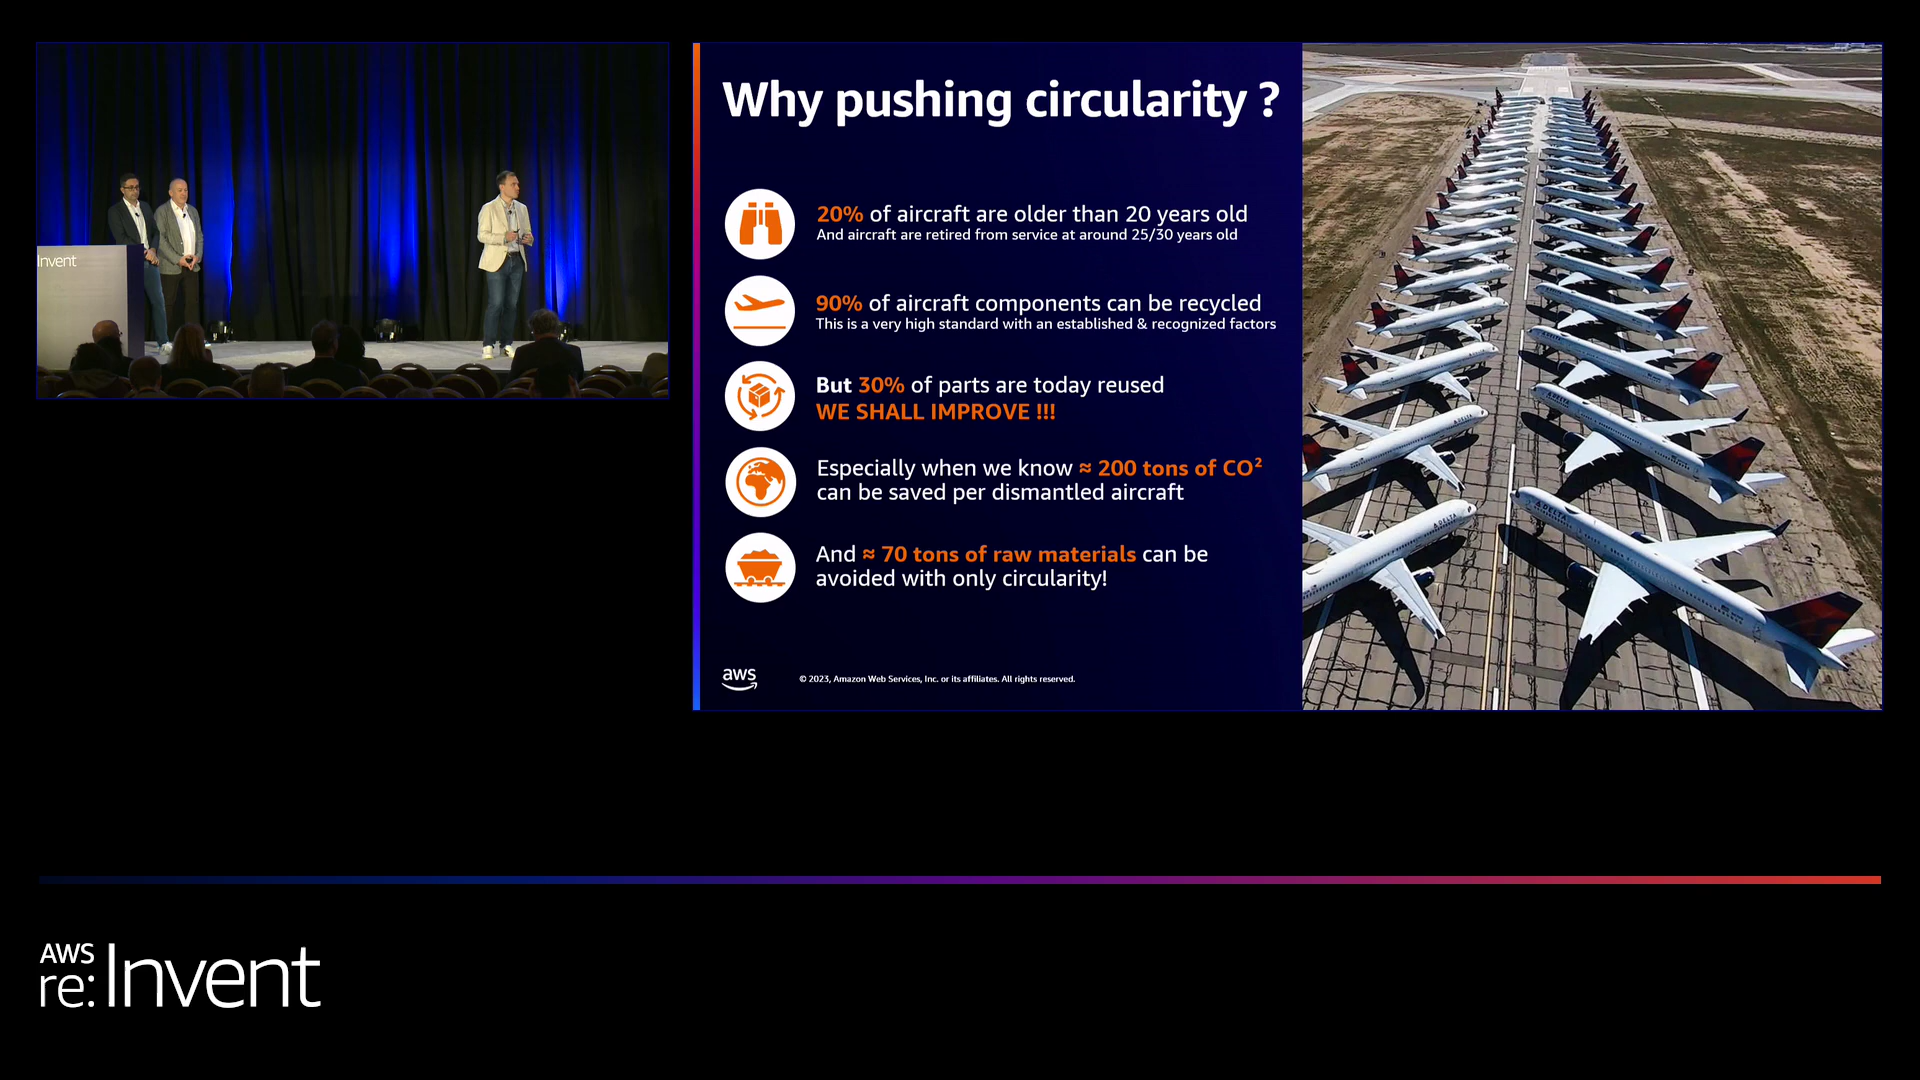 Invent
Why pushing circularity ?
20% of aircraft are older than 20 years old
And aircraft are retired from service at around 25/30 years old
90% of aircraft components can be recycled
This is a very high standard with an established & recognized factors
But 30% of parts are today reused
WE SHALL IMPROVE !!!
Especially when we know ≈ 200 tons of CO²
can be saved per dismantled aircraft
And ≈ 70 tons of raw materials can be
avoided with only circularity!
aws
© 2023, Amazon Web Services, Inc. or its affiliates. All rights reserved.
DELTA
DELTA
AWS
re:Invent